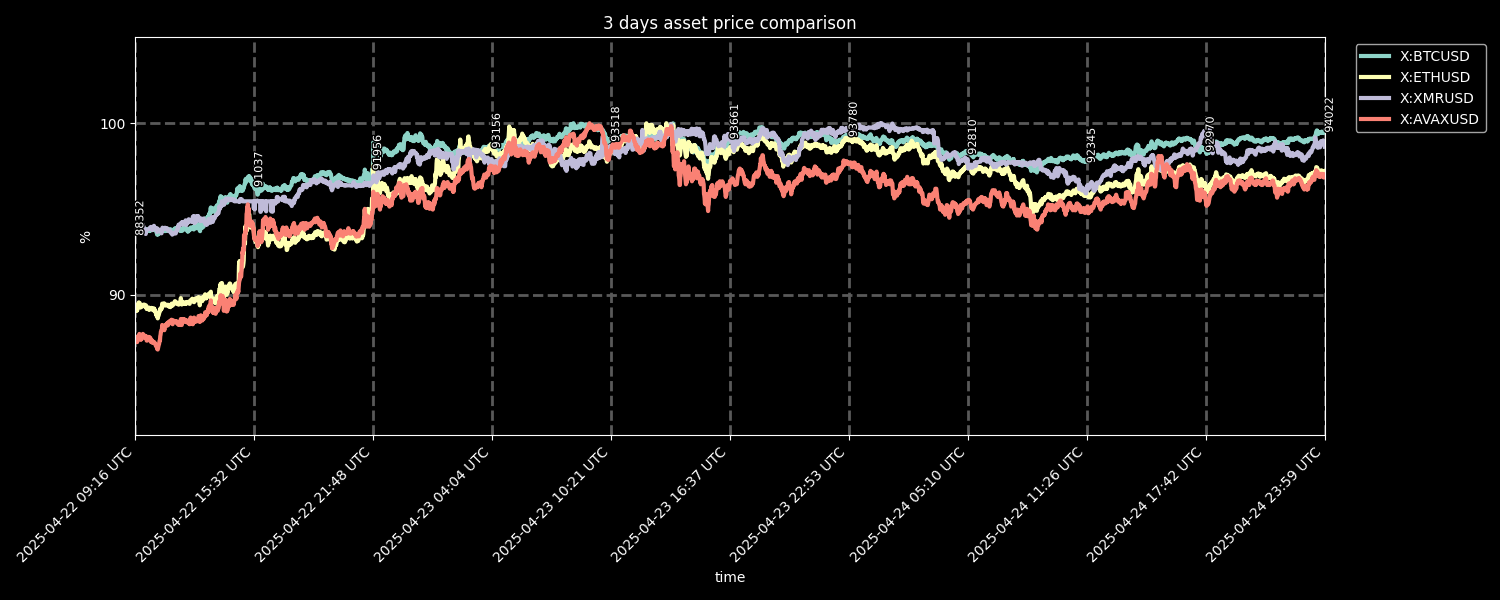 3 days asset price comparison
X:BTCUSD
X:ETHUSD
X:XMRUSD
X:AVAXUSD
100
90
%
88352
91037
91956
93156
93518
93661
93780
92810
93345
92970
94022
2025-04-22 09:16 UTC
2025-04-22 15:32 UTC
2025-04-22 21:48 UTC
2025-04-23 04:04 UTC
2025-04-23 10:21 UTC
2025-04-23 16:37 UTC
2025-04-23 22:53 UTC
2025-04-24 05:10 UTC
2025-04-24 11:26 UTC
2025-04-24 17:42 UTC
2025-04-24 23:59 UTC
time